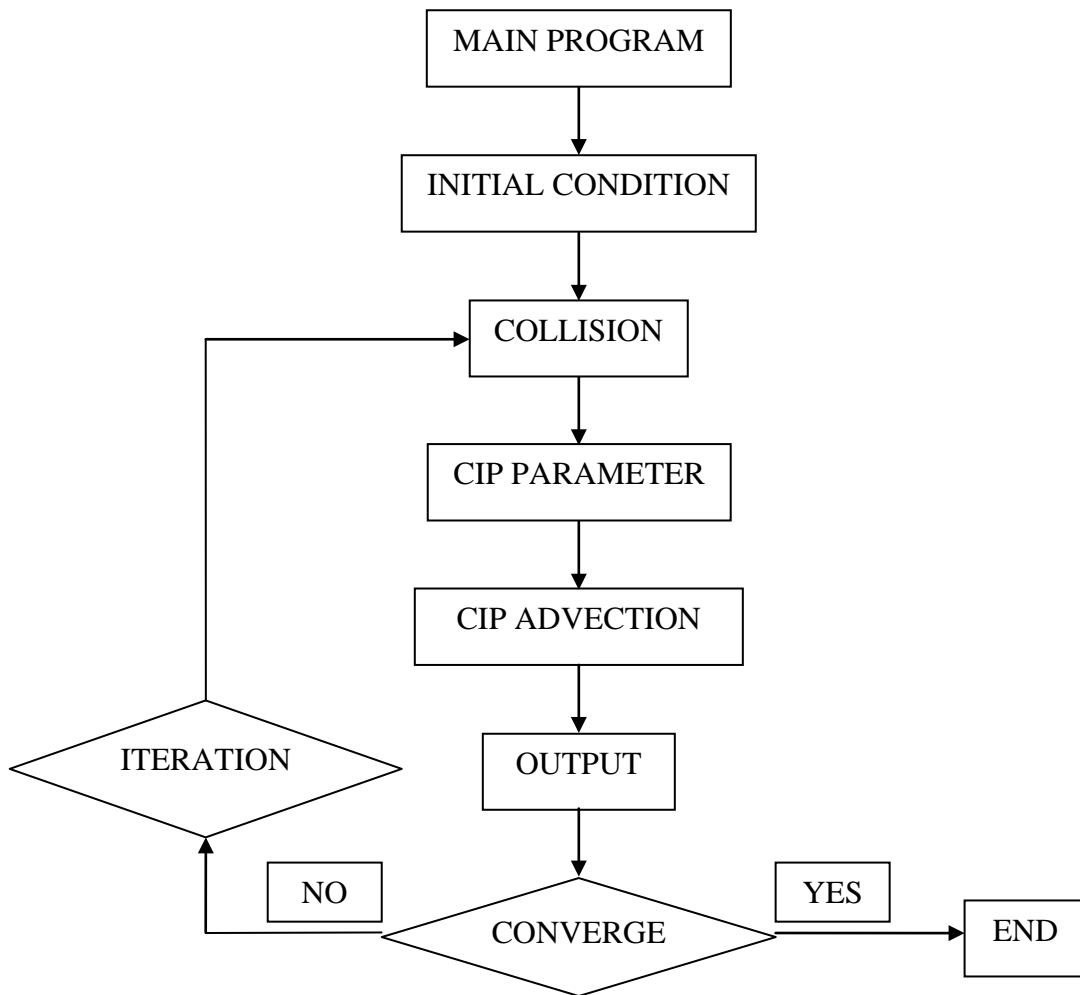 MAIN PROGRAM
INITIAL CONDITION
COLLISION
CIP PARAMETER
CIP ADVECTION
ITERATION
OUTPUT
NO
YES
CONVERGE
END